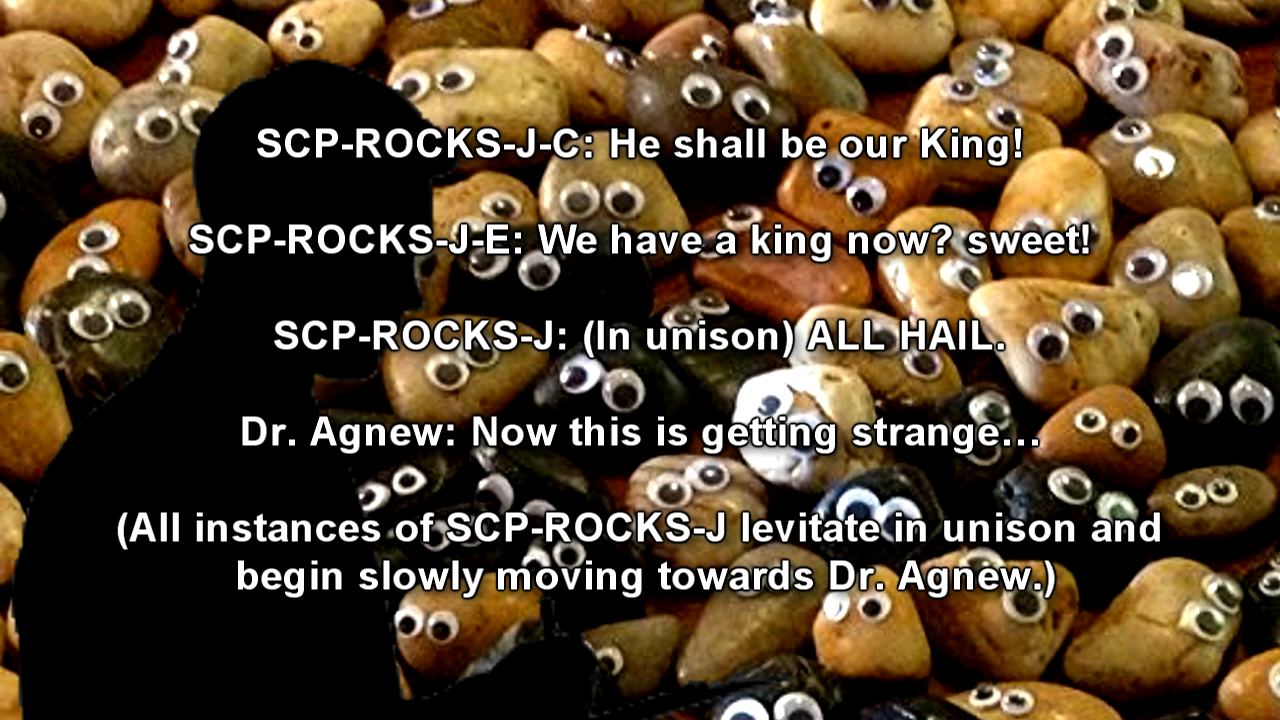 SCP-ROCKS-J-C: He shall be our King!
SCP-ROCKS-J-E: We have a king now? sweet!
SCP-ROCKS-J: (In unison) ALL HAIL.
Dr. Agnew: Now this is getting strange...
(All instances of SCP-ROCKS-J levitate in unison and
begin slowly moving towards Dr. Agnew.)